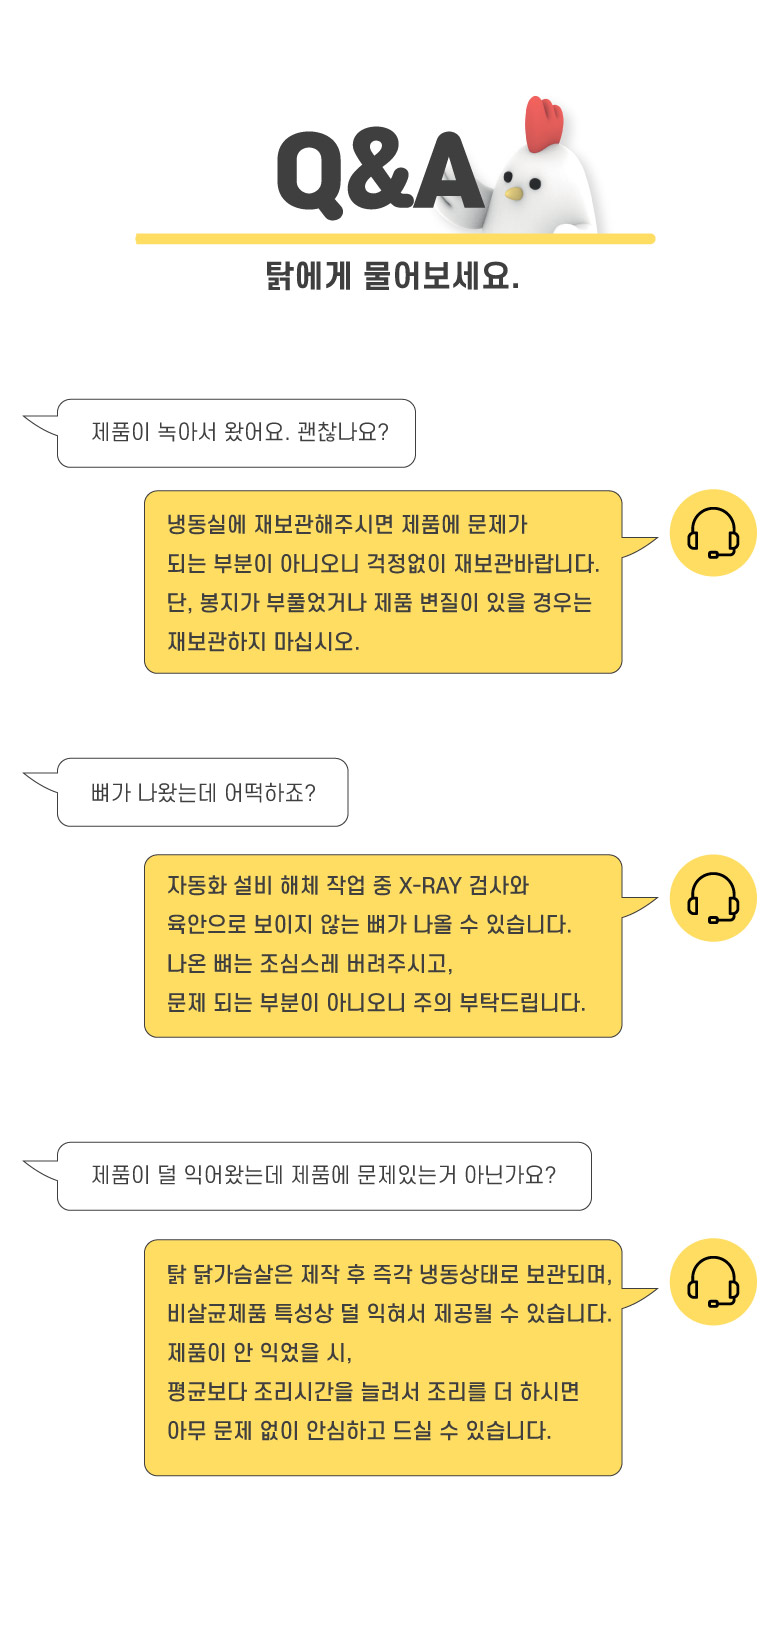 Q&A
탉에게 물어보세요.
제품이 녹아서 왔어요. 괜찮나요?
냉동실에 재보관해주시면 제품에 문제가
되는 부분이 아니오니 걱정없이 재보관바랍니다.
단, 봉지가 부풀었거나 제품 변질이 있을 경우는
재보관하지 마십시오.
뼈가 나왔는데 어떡하죠?
자동화 설비 해체 작업 중 X-RAY 검사와
육안으로 보이지 않는 뼈가 나올 수 있습니다.
나온 뼈는 조심스레 버려주시고,
문제 되는 부분이 아니오니 주의 부탁드립니다.
제품이 덜 익어왔는데 제품에 문제있는거 아닌가요?
탉 닭가슴살은 제작 후 즉각 냉동상태로 보관되며,
비살균제품 특성상 덜 익혀서 제공될 수 있습니다.
제품이 안 익었을 시,
평균보다 조리시간을 늘려서 조리를 더 하시면
아무 문제 없이 안심하고 드실 수 있습니다.